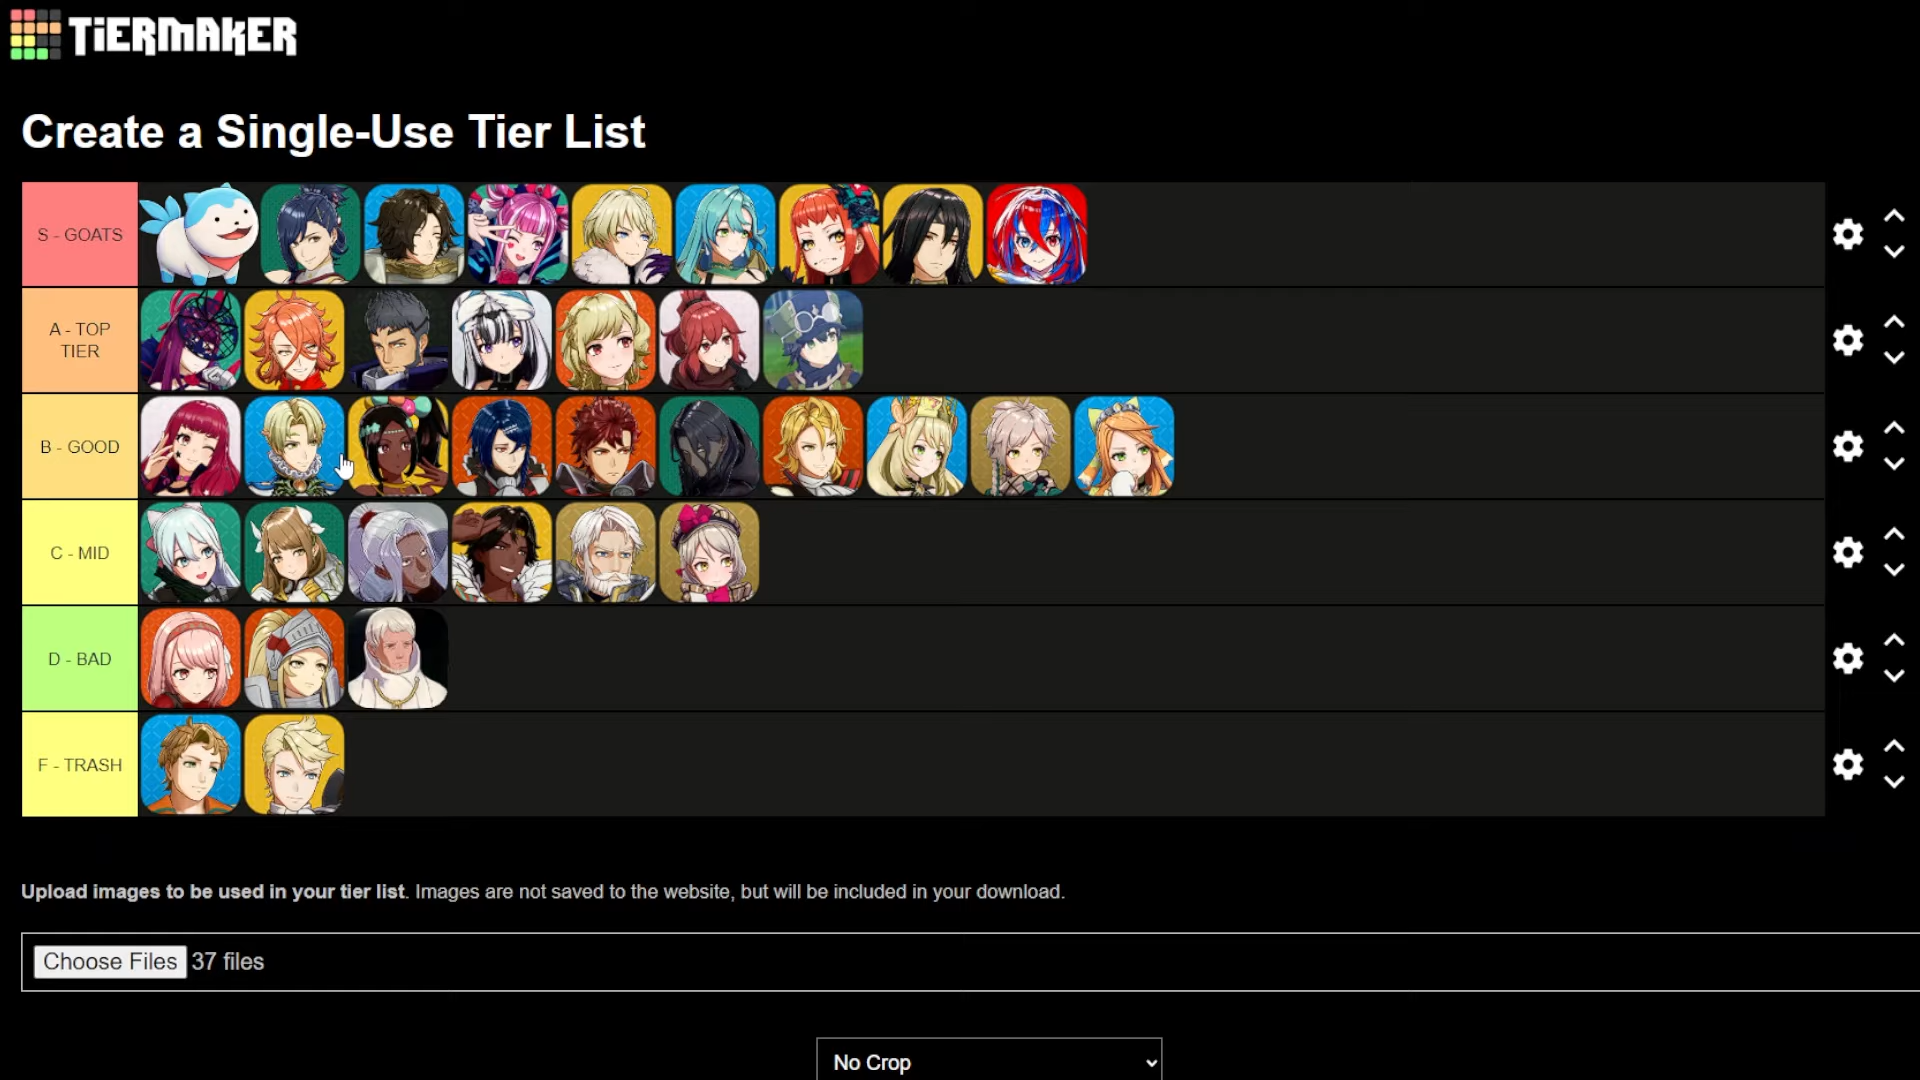 TiERMAKER
Create a Single-Use Tier List
S - GOATS
A - TOP
TIER
B - GOOD
C - MID
D - BAD
F - TRASH
Upload images to be used in your tier list. Images are not saved to the website, but will be included in your download.
Choose Files 37 files
No Crop